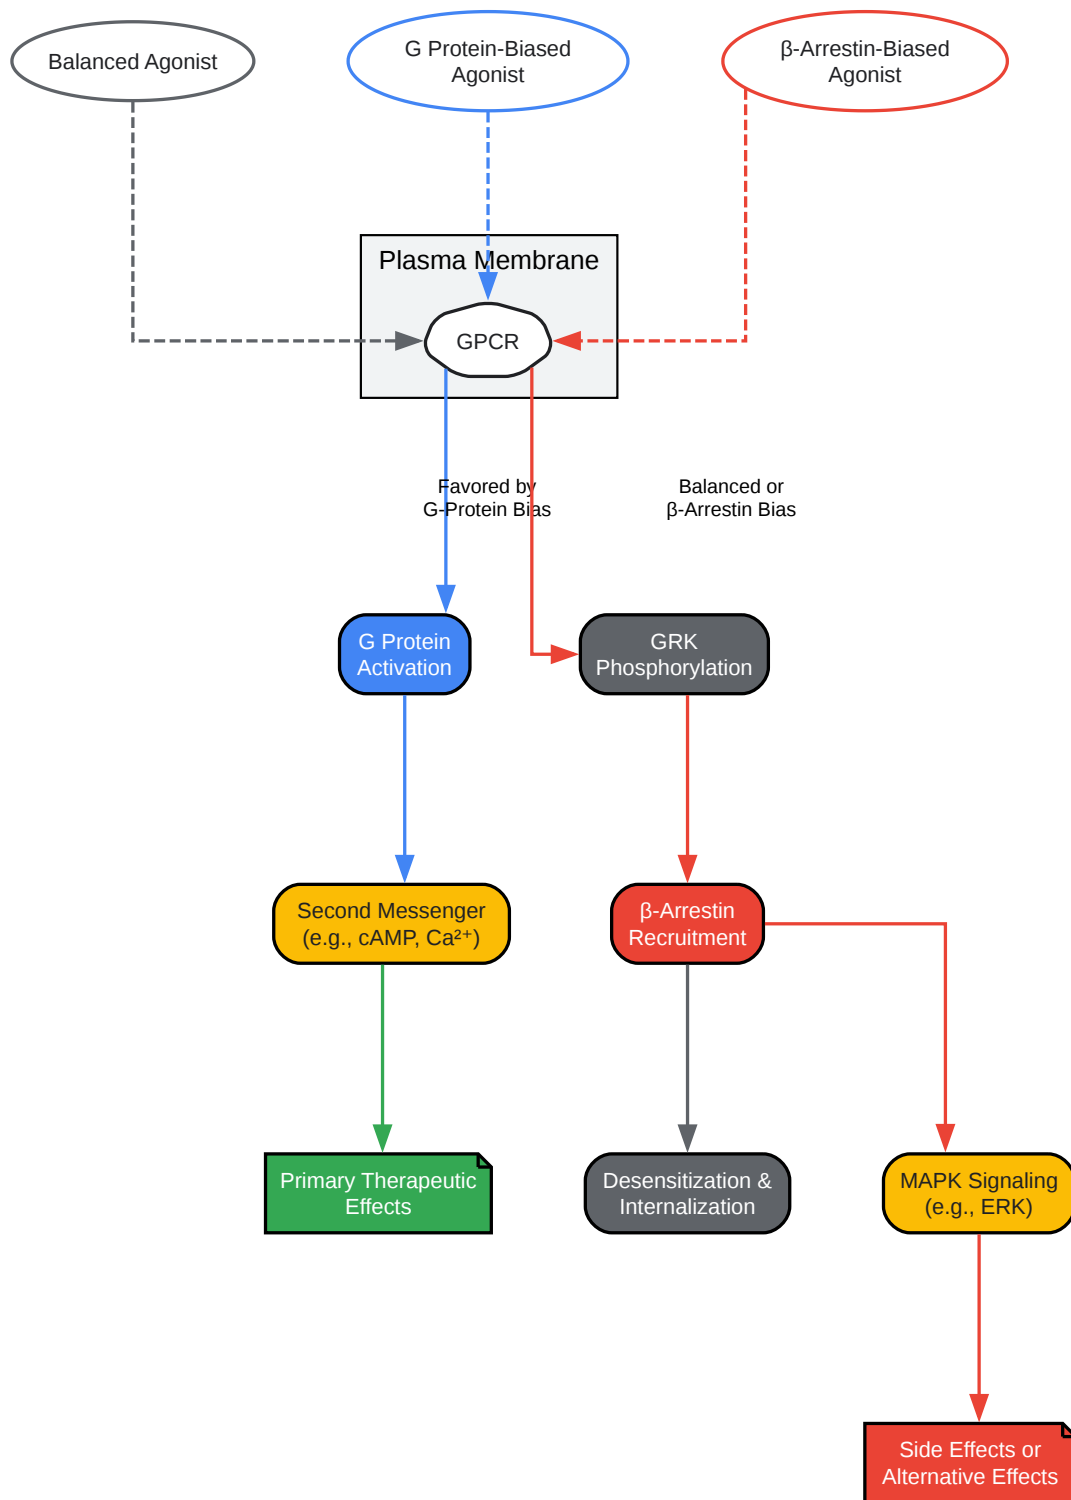 Balanced Agonist
G Protein-Biased
Agonist
β-Arrestin-Biased
Agonist
Plasma Membrane
GPCR
Favored by
G-Protein Bias
Balanced or
β-Arrestin Bias
G Protein
Activation
GRK
Phosphorylation
Second Messenger
(e.g., cAMP, Ca²⁺)
β-Arrestin
Recruitment
Primary Therapeutic
Effects
Desensitization &
Internalization
MAPK Signaling
(e.g., ERK)
Side Effects or
Alternative Effects